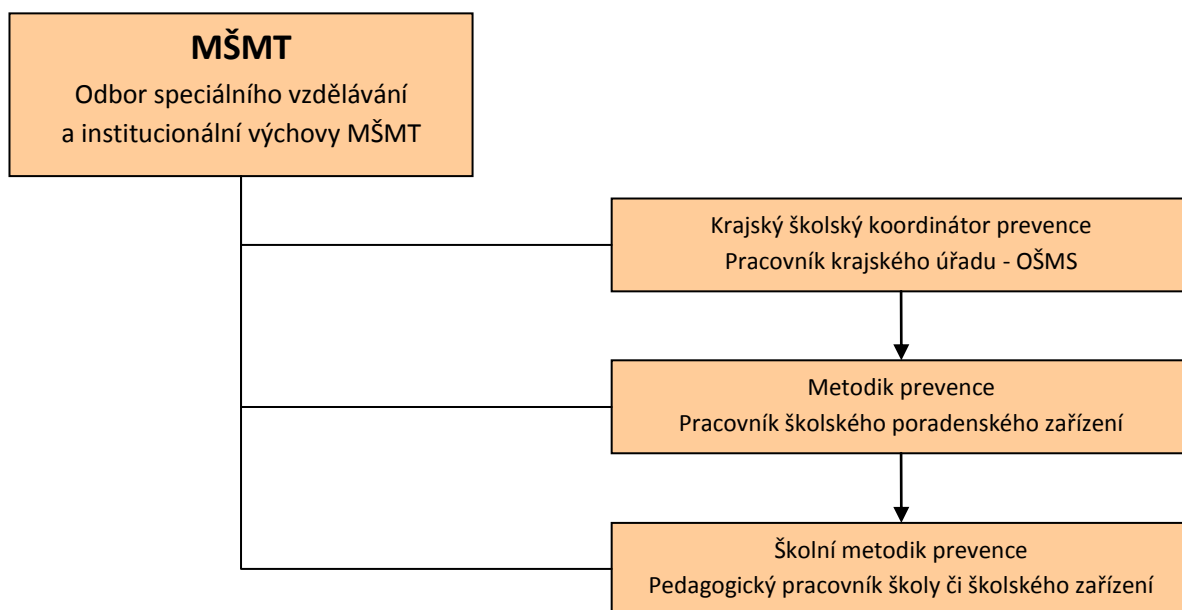 MŠMT
Odbor speciálního vzdělávání
a institucionální výchovy MŠMT
Krajský školský koordinátor prevence
Pracovník krajského úřadu - OŠMS
Metodik prevence
Pracovník školského poradenského zařízení
Školní metodik prevence
Pedagogický pracovník školy či školského zařízení